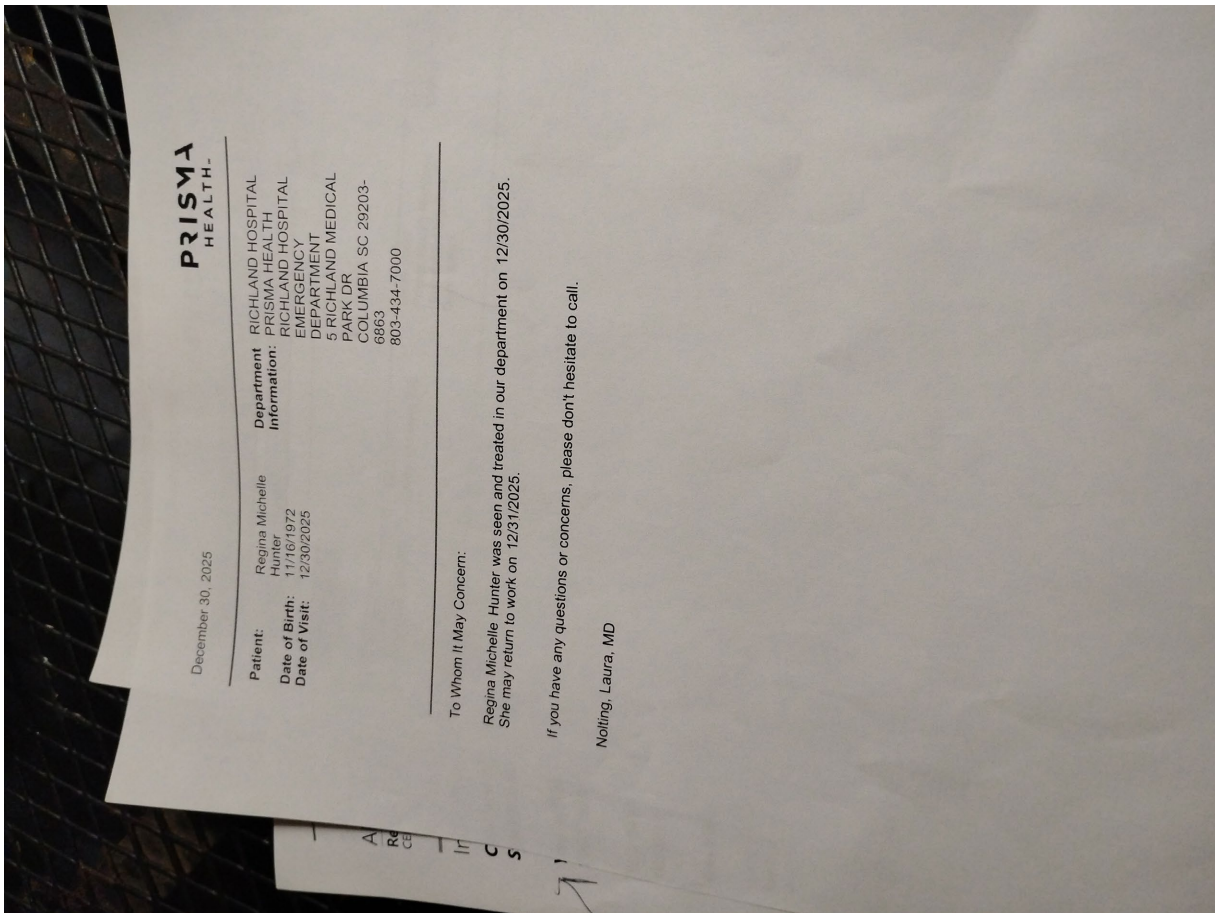 PRISMA
HEALTH
December 30, 2025
Patient: Regina Michelle
Hunter
Date of Birth: 11/16/1972
Date of Visit: 12/30/2025
Department Information: RICHLAND HOSPITAL
PRISMA HEALTH
RICHLAND HOSPITAL
EMERGENCY
DEPARTMENT
5 RICHLAND MEDICAL
PARK DR
COLUMBIA SC 29203-
6863
803-434-7000
To Whom It May Concern:
Regina Michelle Hunter was seen and treated in our department on 12/30/2025.
She may return to work on 12/31/2025.
If you have any questions or concerns, please don't hesitate to call.
Nolting, Laura, MD